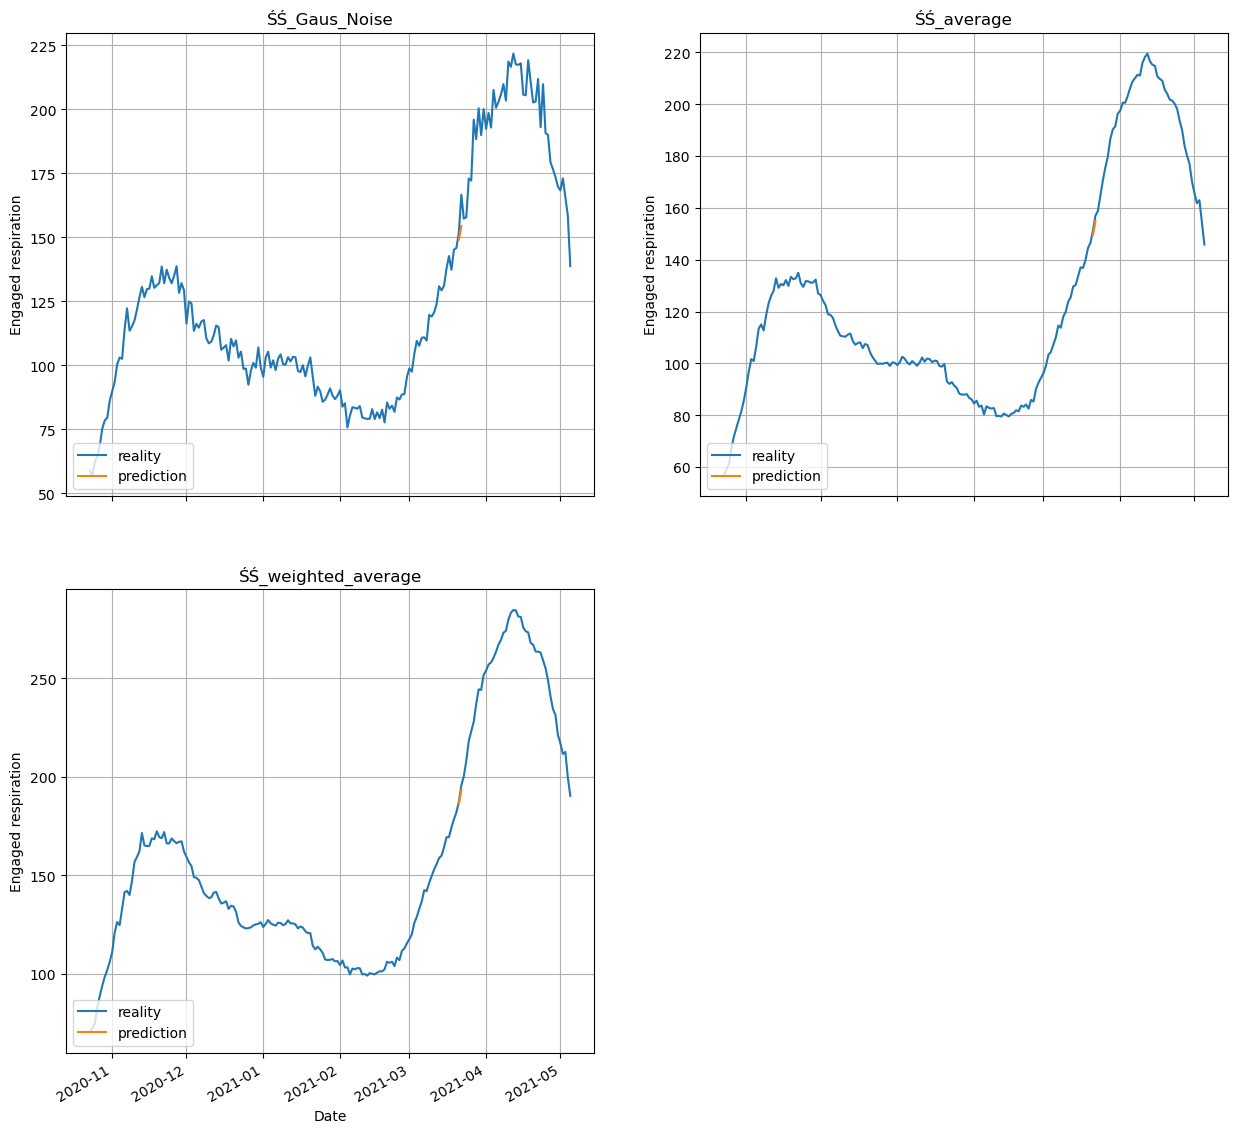 ŚŚ_Gaus_Noise
Engaged respiration
225
200
175
150
125
100
75
50
reality
prediction
ŚŚ_average
Engaged respiration
220
200
180
160
140
120
100
80
60
reality
prediction
ŚŚ_weighted_average
Engaged respiration
250
200
150
100
reality
prediction
2020-11
2020-12
2021-01
2021-02
2021-03
2021-04
2021-05
Date